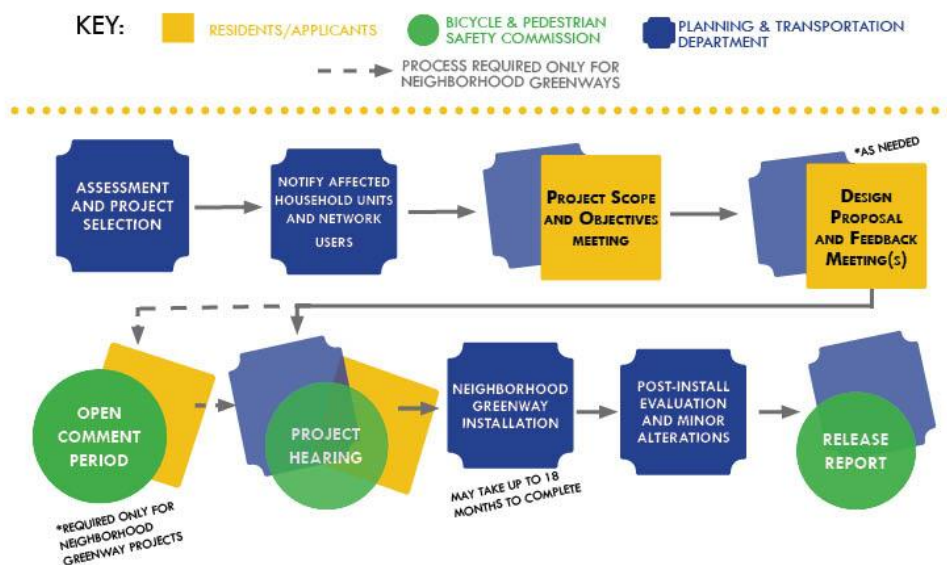 KEY:
RESIDENTS/APPLICANTS
BICYCLE & PEDESTRIAN
SAFETY COMMISSION
PLANNING & TRANSPORTATION
DEPARTMENT
PROCESS REQUIRED ONLY FOR
NEIGHBORHOOD GREENWAYS
ASSESSMENT
AND PROJECT
SELECTION
NOTIFY AFFECTED
HOUSEHOLD UNITS
AND NETWORK
USERS
PROJECT SCOPE
AND OBJECTIVES
MEETING
*AS NEEDED
DESIGN
PROPOSAL
AND FEEDBACK
MEETING(S)
OPEN
COMMENT
PERIOD
*REQUIRED ONLY FOR
NEIGHBORHOOD
GREENWAY PROJECTS
PROJECT
HEARING
NEIGHBORHOOD
GREENWAY
INSTALLATION
MAY TAKE UP TO 18
MONTHS TO COMPLETE
POST-INSTALL
EVALUATION
AND MINOR
ALTERATIONS
RELEASE
REPORT